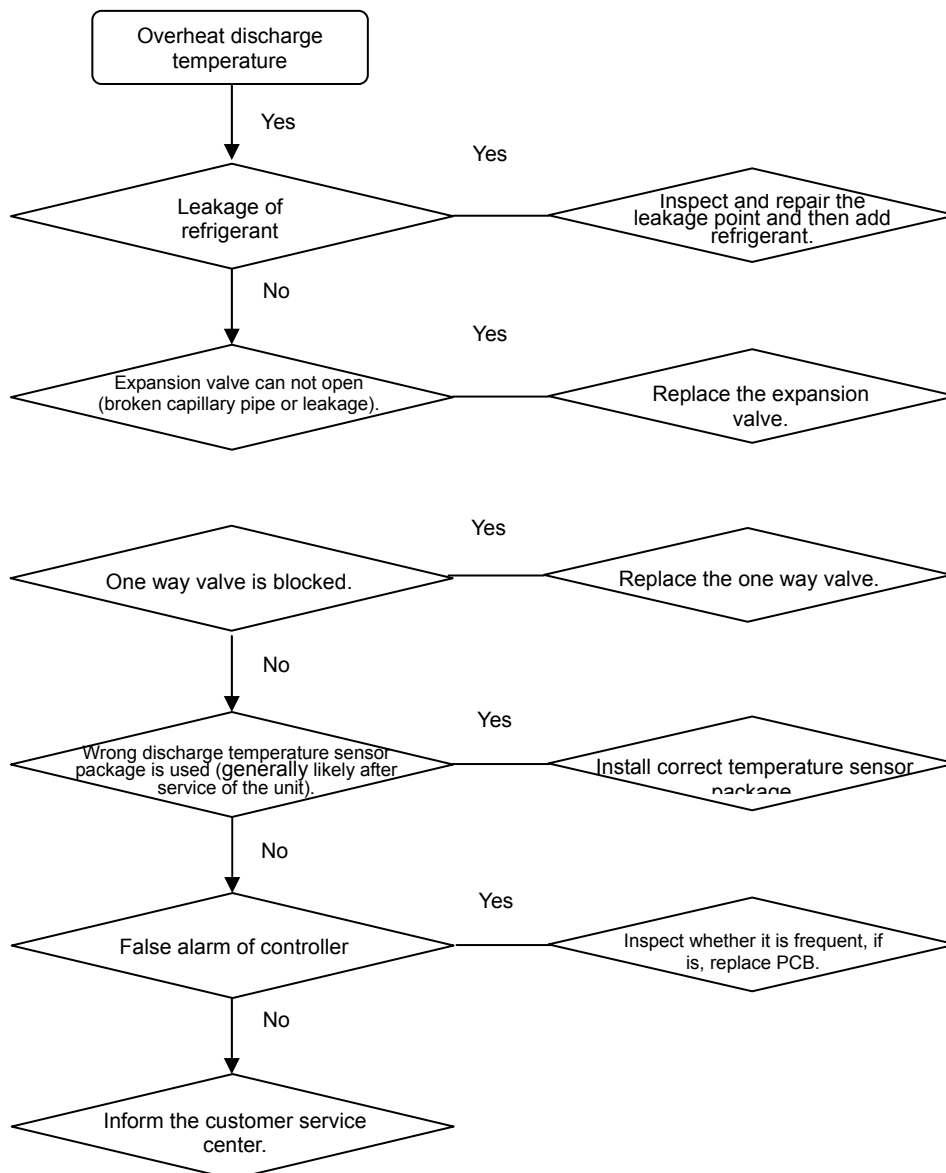 Overheat discharge
temperature
Yes
Yes
Leakage of
refrigerant
Inspect and repair the
leakage point and then add
refrigerant.
No
Yes
Expansion valve can not open
(broken capillary pipe or leakage).
Replace the expansion
valve.
Yes
One way valve is blocked.
Replace the one way valve.
No
Yes
Wrong discharge temperature sensor
package is used (generally likely after
service of the unit).
Install correct temperature sensor
package
No
Yes
False alarm of controller
Inspect whether it is frequent, if
is, replace PCB.
No
Inform the customer service
center.